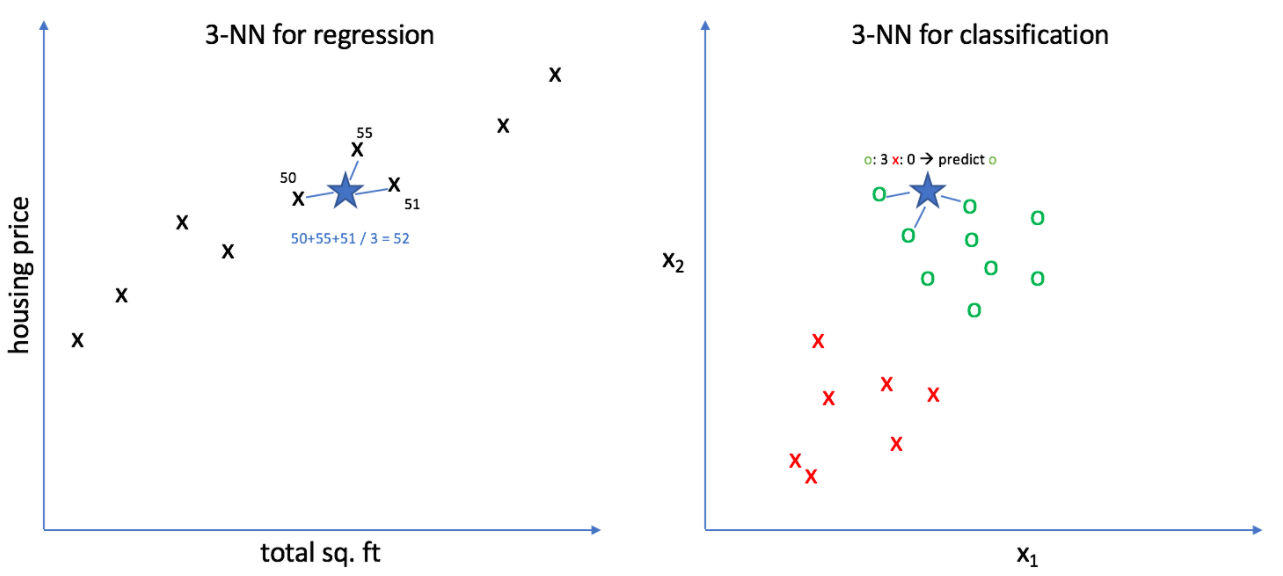 3-NN for regression
55
50
51
50+55+51 / 3 = 52
housing price
total sq. ft
3-NN for classification
o: 3 x: 0 → predict o
x₂
x₁